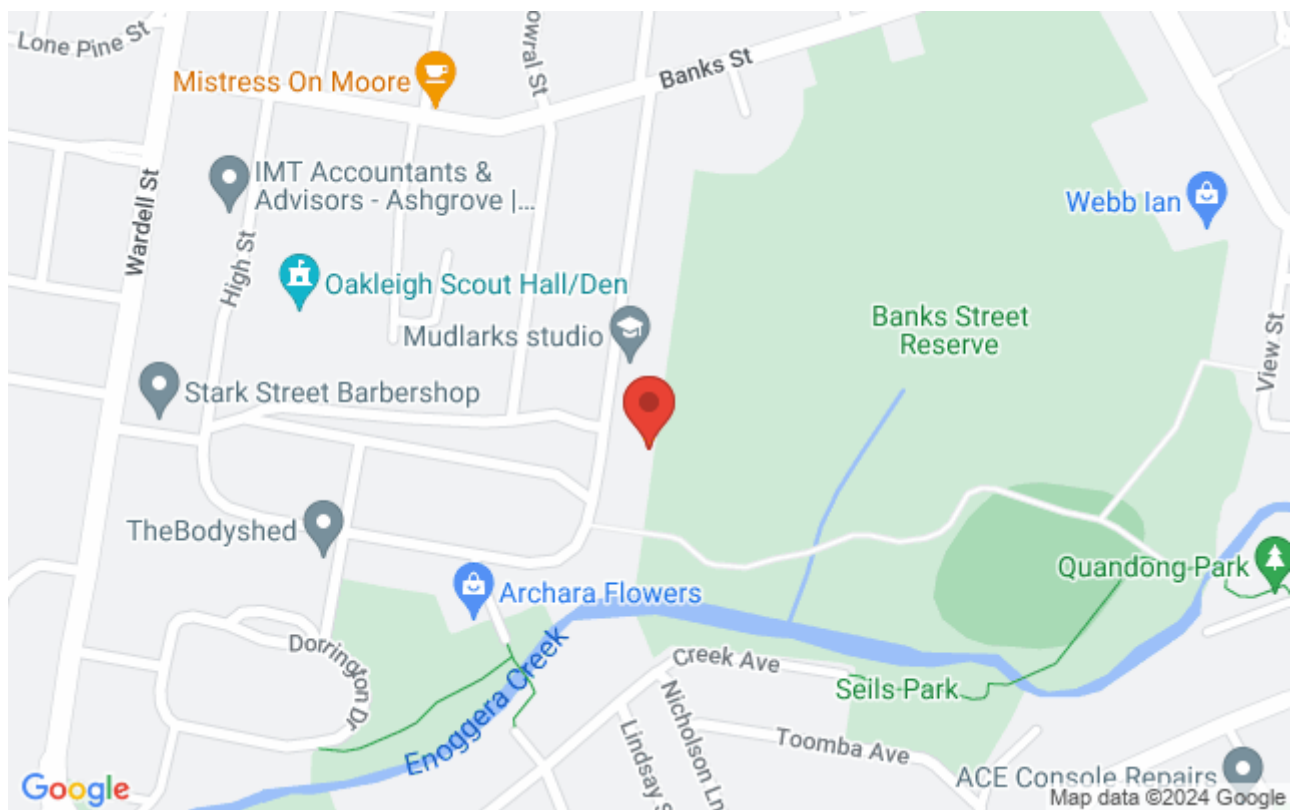 Lone Pine St
owral St
Banks St
Mistress On Moore
IMT Accountants &
Advisors - Ashgrove |...
Wardell St
High St
Webb Ian
Oakleigh Scout Hall/Den
Mudlarks studio
Banks Street
Reserve
View St
Stark Street Barbershop
TheBodyshed
Quandong Park
Archara Flowers
Dorrington Dr
Enoggera Creek
Creek Ave
Seils Park
Nicholson Ln
Lindsay S
Toomba Ave
ACE Console Repairs
Google
Map data ©2024 Google